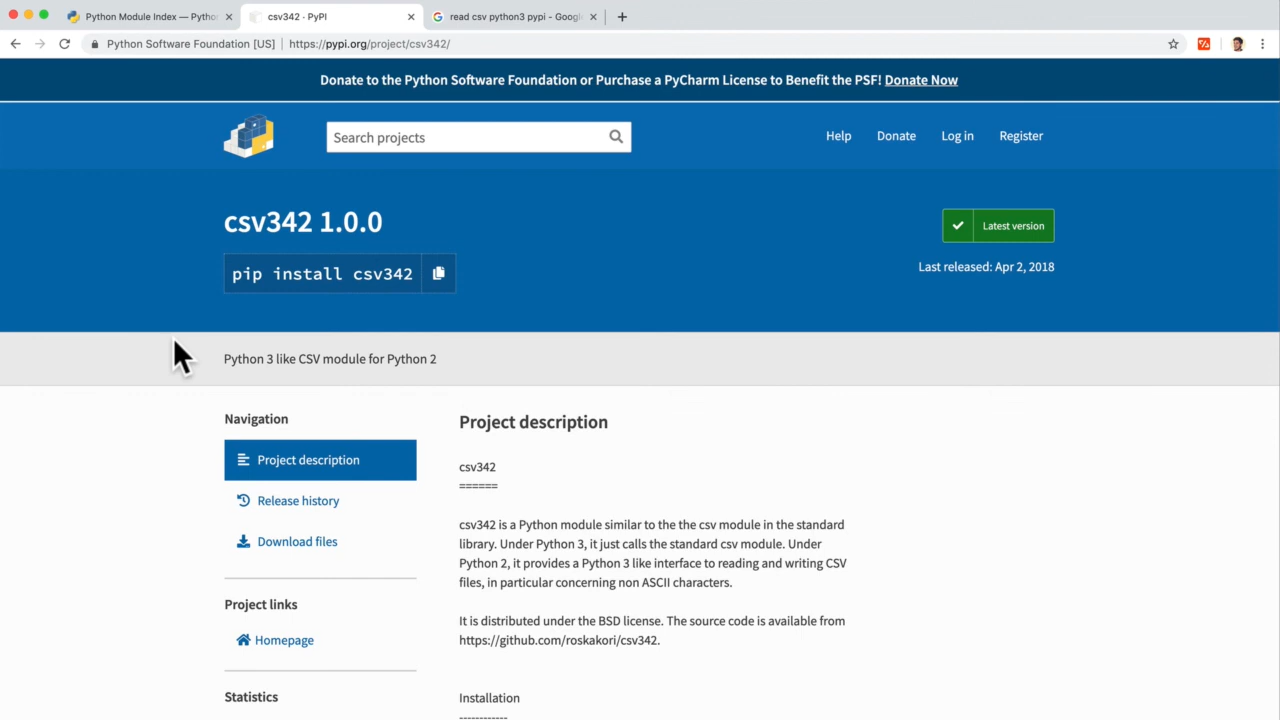 Python Module Index — Pytho
csv342 · PyPI
read csv python3 pypi - Googl
Python Software Foundation [US] | https://pypi.org/project/csv342/
Donate to the Python Software Foundation or Purchase a PyCharm License to Benefit the PSF! Donate Now
Search projects
Help
Donate
Log in
Register
csv342 1.0.0
Latest version
pip install csv342
Last released: Apr 2, 2018
Python 3 like CSV module for Python 2
Navigation
Project description
Release history
Download files
Project links
Homepage
Statistics
Project description
csv342
======
csv342 is a Python module similar to the the csv module in the standard
library. Under Python 3, it just calls the standard csv module. Under
Python 2, it provides a Python 3 like interface to reading and writing CSV
files, in particular concerning non ASCII characters.
It is distributed under the BSD license. The source code is available from
https://github.com/roskakori/csv342.
Installation
------------